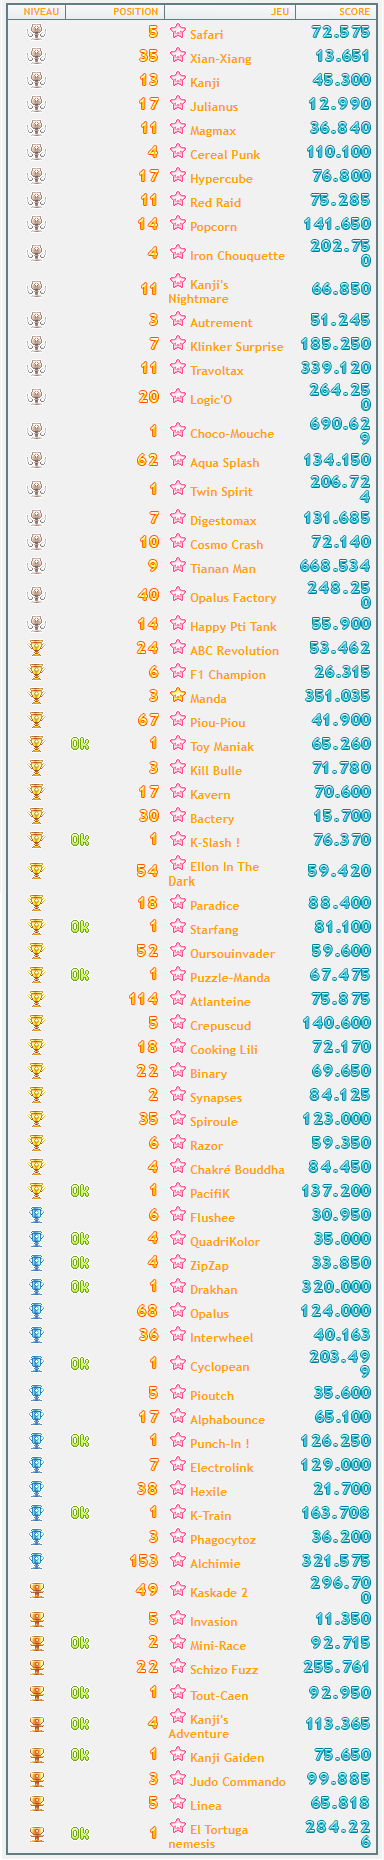 NIVEAU POSITION JEU SCORE
5 Safari 72.575
35 Xian-Xiang 13.651
13 Kanji 45.300
17 Julianus 12.990
11 Magmax 36.840
4 Cereal Punk 110.100
17 Hypercube 76.800
11 Red Raid 75.285
14 Popcorn 141.650
4 Iron Chouquette 202.75
0
11 Kanji's 66.850
Nightmare
3 Autrement 51.245
7 Klinker Surprise 185.250
11 Travoltax 339.120
20 Logic'O 264.25
0
1 Choco-Mouche 690.62
9
62 Aqua Splash 134.150
1 Twin Spirit 206.72
4
7 Digestomax 131.685
10 Cosmo Crash 72.140
9 Tianan Man 668.534
40 Opalus Factory 248.25
0
14 Happy Pti Tank 55.900
24 ABC Revolution 53.462
6 F1 Champion 26.315
3 Manda 351.035
67 Piou-Piou 41.900
Ok 1 Toy Maniak 65.260
3 Kill Bulle 71.780
17 Kavern 70.600
30 Bactery 15.700
Ok 1 K-Slash ! 76.370
54 Ellon In The 59.420
Dark
18 Paradice 88.400
Ok 1 Starfang 81.100
52 Oursouinvader 59.600
Ok 1 Puzzle-Manda 67.475
114 Atlanteine 75.875
5 Crepuscud 140.600
18 Cooking Lili 72.170
22 Binary 69.650
2 Synapses 84.125
35 Spiroule 123.000
6 Razor 59.350
4 Chakré Bouddha 84.450
Ok 1 PacifiK 137.200
6 Flushee 30.950
Ok 4 QuadriKolor 35.000
Ok 4 ZipZap 33.850
Ok 1 Drakhan 320.000
68 Opalus 124.000
36 Interwheel 40.163
Ok 1 Cyclopean 203.49
9
5 Pioutch 35.600
17 Alphabounce 65.100
Ok 1 Punch-In ! 126.250
7 Electrolink 129.000
38 Hexile 21.700
Ok 1 K-Train 163.708
3 Phagocytoz 36.200
153 Alchimie 321.575
49 Kaskade 2 296.70
0
5 Invasion 11.350
Ok 2 Mini-Race 92.715
22 Schizo Fuzz 255.761
Ok 1 Tout-Caen 92.950
Ok 4 Kanji's 113.365
Adventure
Ok 1 Kanji Gaiden 75.650
3 Judo Commando 99.885
5 Linea 65.818
Ok 1 El Tortuga 284.22
nemesis 6